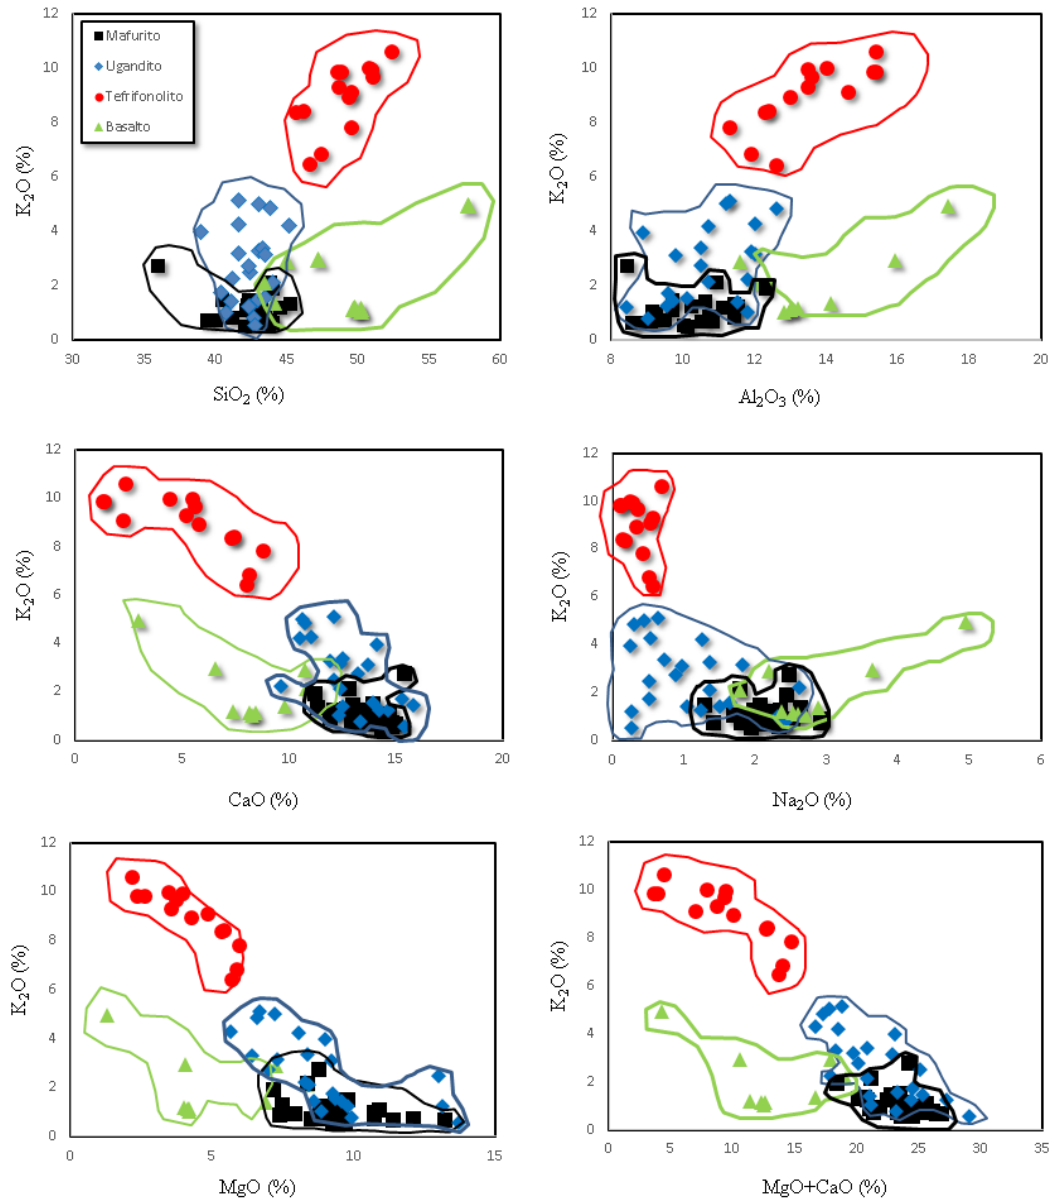 12
10
8
6
4
2
0
K₂O (%)
Mafurito
Ugandito
Tefrifonolito
Basalto
30 35 40 45 50 55 60
SiO₂ (%)
12
10
8
6
4
2
0
K₂O (%)
8 10 12 14 16 18 20
Al₂O₃ (%)
12
10
8
6
4
2
0
K₂O (%)
0 5 10 15 20
CaO (%)
12
10
8
6
4
2
0
K₂O (%)
0 1 2 3 4 5 6
Na₂O (%)
12
10
8
6
4
2
0
K₂O (%)
0 5 10 15
MgO (%)
12
10
8
6
4
2
0
K₂O (%)
0 5 10 15 20 25 30 35
MgO+CaO (%)